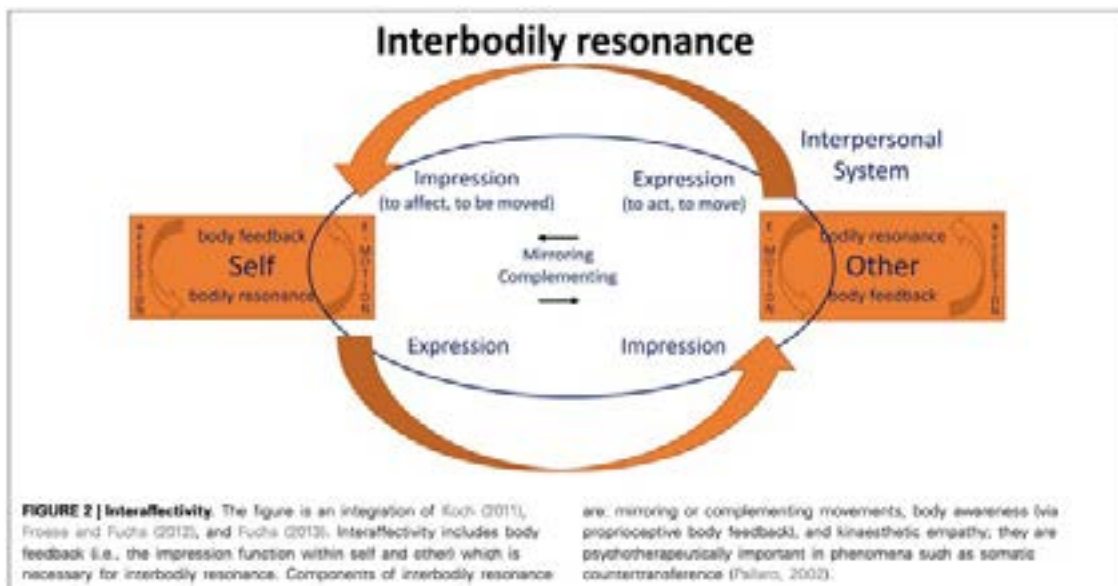 Interbodily resonance
Interpersonal
System
Impression
(to affect, to be moved)
Expression
(to act, to move)
Mirroring
Complementing
body feedback
Self
bodily resonance
E-MOTION
E-MOTION
bodily resonance
Other
body feedback
Expression
Impression
FIGURE 2 | Interaffectivity. The figure is an integration of Koch (2011),
Froese and Fuchs (2012), and Fuchs (2013). Interaffectivity includes body
feedback (i.e., the impression function within self and other) which is
necessary for interbodily resonance. Components of interbodily resonance
are: mirroring or complementing movements, body awareness (via
proprioceptive body feedback), and kinaesthetic empathy; they are
psychotherapeutically important in phenomena such as somatic
countertransference (Pallaro, 2002).